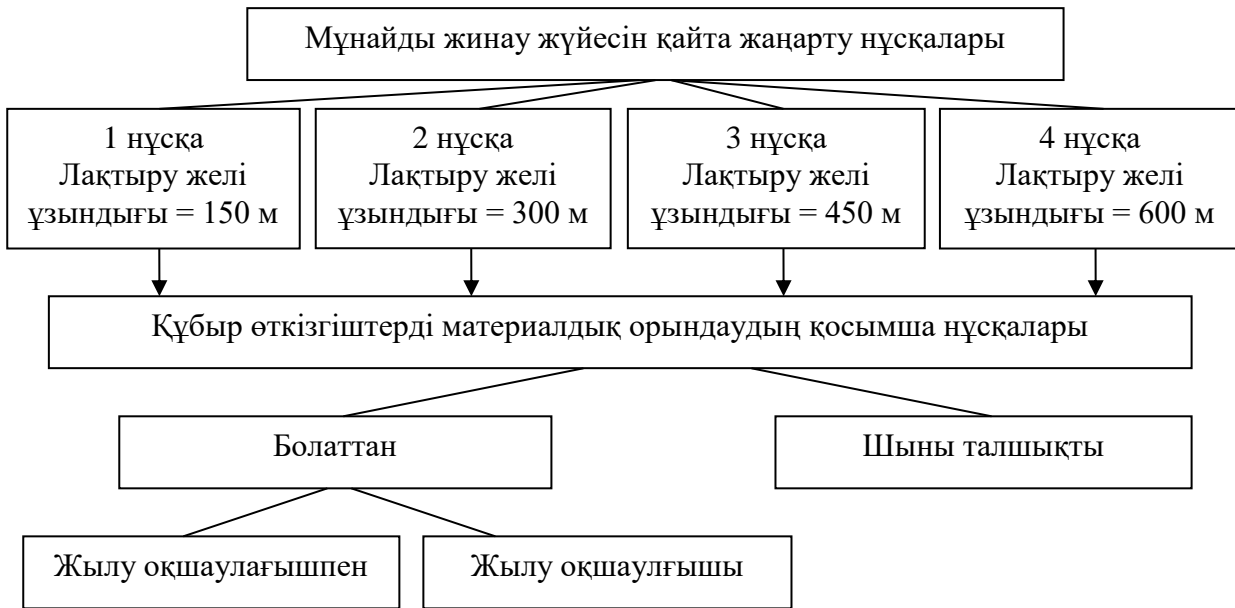 Мұнайды жинау жүйесін қайта жаңарту нұсқалары
1 нұсқа
Лақтыру желі
ұзындығы = 150 м
2 нұсқа
Лақтыру желі
ұзындығы = 300 м
3 нұсқа
Лақтыру желі
ұзындығы = 450 м
4 нұсқа
Лақтыру желі
ұзындығы = 600 м
Құбыр өткізгіштерді материалдық орындаудың қосымша нұсқалары
Болаттан
Шыны талшықты
Жылу оқшаулағышпен
Жылу оқшаулғышы